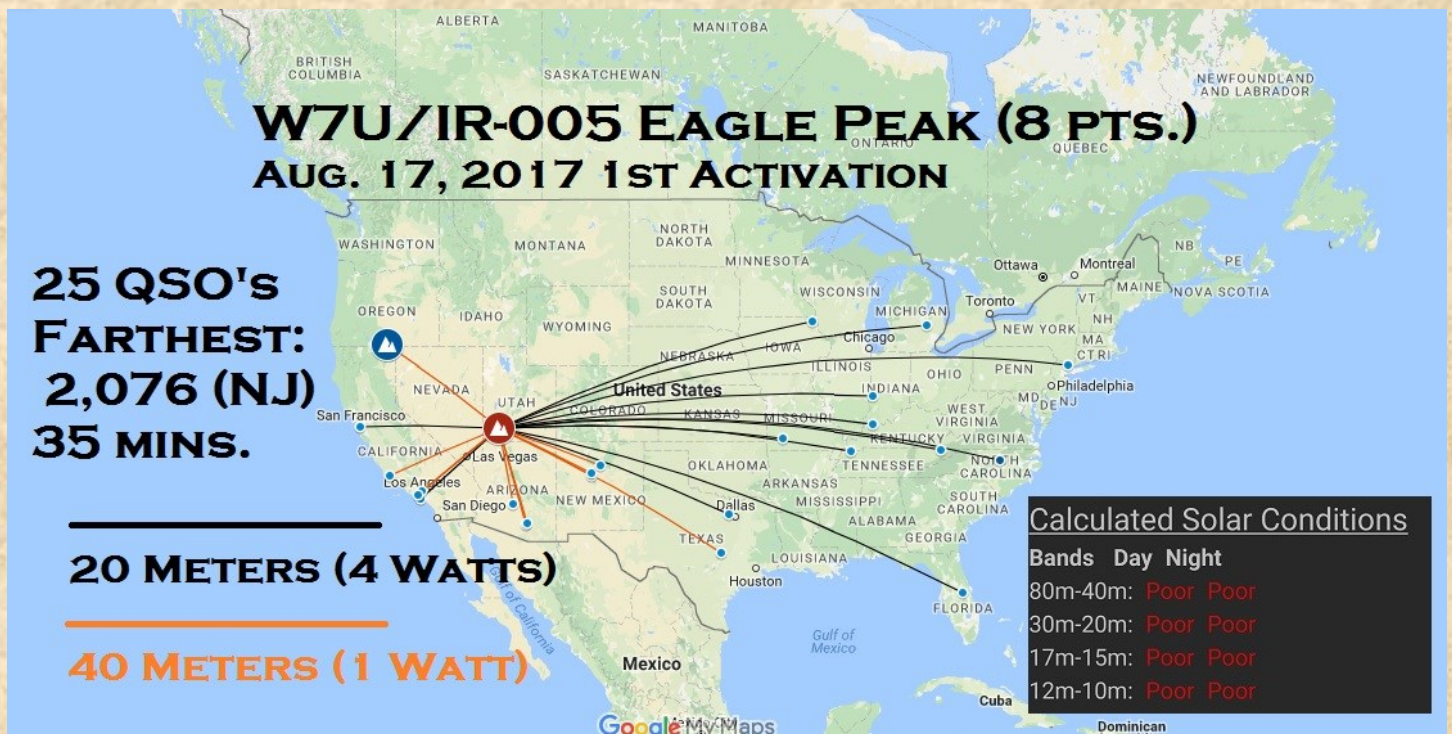 ALBERTA
MANITOBA
BRITISH
COLUMBIA
SASKATCHEWAN
NEWFOUNDLAND
AND LABRADOR
W7U/IR-005 EAGLE PEAK (8 PTS.)
ONTARIO
QUEBEC
AUG. 17, 2017 1ST ACTIVATION
WASHINGTON
MONTANA
NORTH
DAKOTA
MINNESOTA
Ottawa
Montreal
NB
PE
MAINE
NOVA SCOTIA
25 QSO'S
FARTHEST:
2,076 (NJ)
35 MINS.
OREGON
IDAHO
WYOMING
SOUTH
DAKOTA
WISCONSIN
MICHIGAN
Toronto
VT
NH
NEW YORK
MA
CT RI
NEBRASKA
IOWA
Chicago
ILLINOIS
INDIANA
OHIO
PENN
Philadelphia
MD
DE
NJ
NEVADA
UTAH
COLORADO
United States
KANSAS
MISSOURI
WEST
VIRGINIA
KENTUCKY
VIRGINIA
San Francisco
CALIFORNIA
Las Vegas
Los Angeles
ARIZONA
San Diego
NEW MEXICO
OKLAHOMA
ARKANSAS
TENNESSEE
NORTH
CAROLINA
MISSISSIPPI
SOUTH
CAROLINA
Dallas
ALABAMA
GEORGIA
TEXAS
LOUISIANA
Houston
FLORIDA
20 METERS (4 WATTS)
Gulf of California
40 METERS (1 WATT)
Gulf of
Mexico
Mexico
Cuba
Dominican
Google My Maps
Calculated Solar Conditions
Bands Day Night
80m-40m: Poor Poor
30m-20m: Poor Poor
17m-15m: Poor Poor
12m-10m: Poor Poor